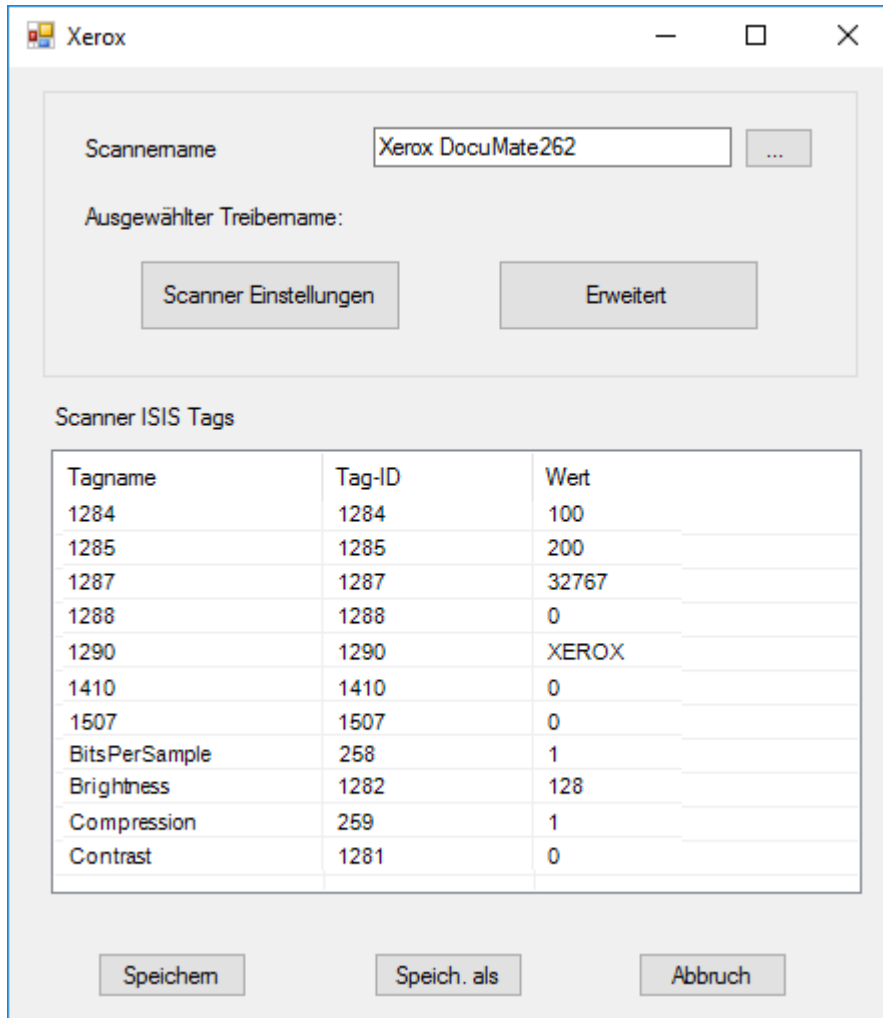 Xerox
Scannername Xerox DocuMate262 ...
Ausgewählter Treibername:
Scanner Einstellungen Erweitert
Scanner ISIS Tags
Tagname Tag-ID Wert
1284 1284 100
1285 1285 200
1287 1287 32767
1288 1288 0
1290 1290 XEROX
1410 1410 0
1507 1507 0
BitsPerSample 258 1
Brightness 1282 128
Compression 259 1
Contrast 1281 0
Speichern Speich. als Abbruch